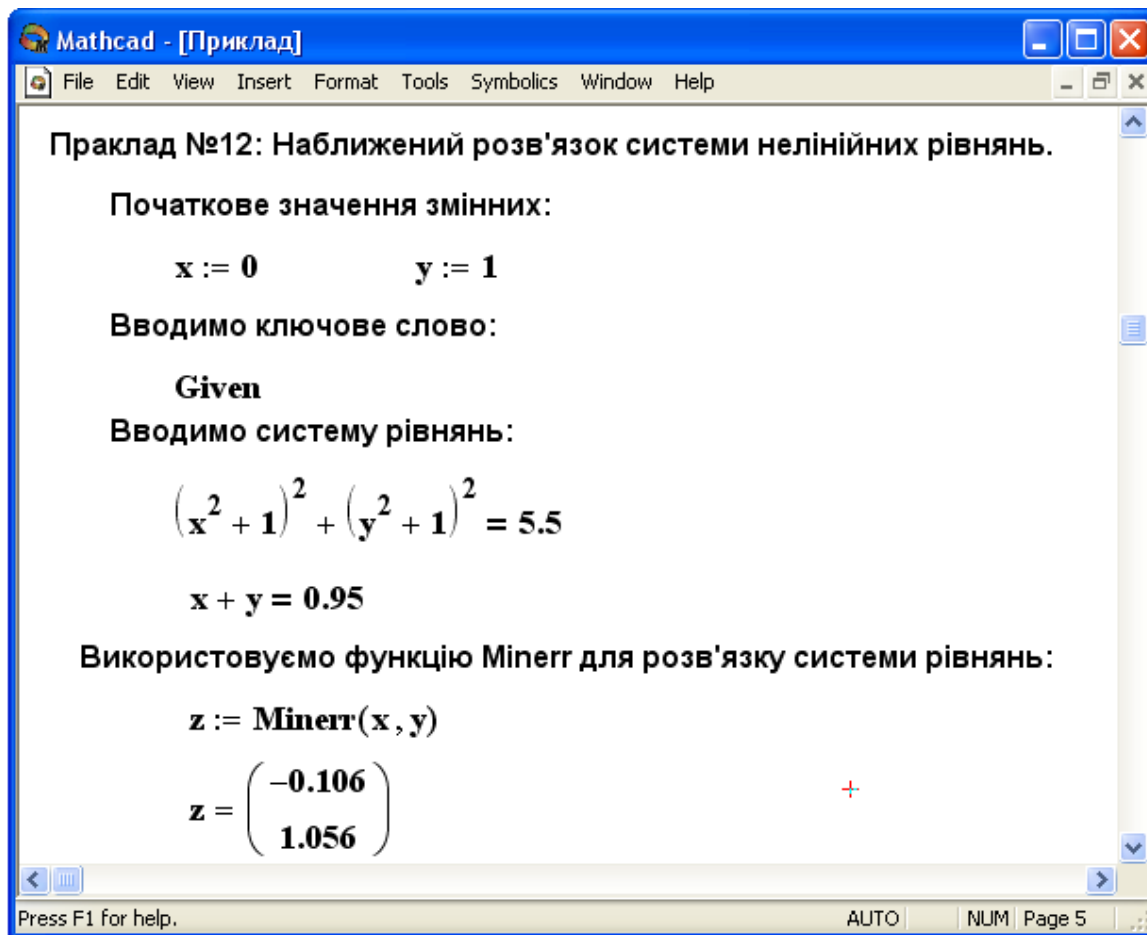 Mathcad - [Приклад]
File Edit View Insert Format Tools Symbolics Window Help
Праклад №12: Наближений розв'язок системи нелінійних рівнянь.
Початкове значення змінних:
x := 0 y := 1
Вводимо ключове слово:
Given
Вводимо систему рівнянь:
(x² + 1)² + (y² + 1)² = 5.5
x + y = 0.95
Використовуємо функцію Minerr для розв'язку системи рівнянь:
z := Minerr(x, y)
z = (−0.106
1.056)
Press F1 for help. AUTO NUM Page 5